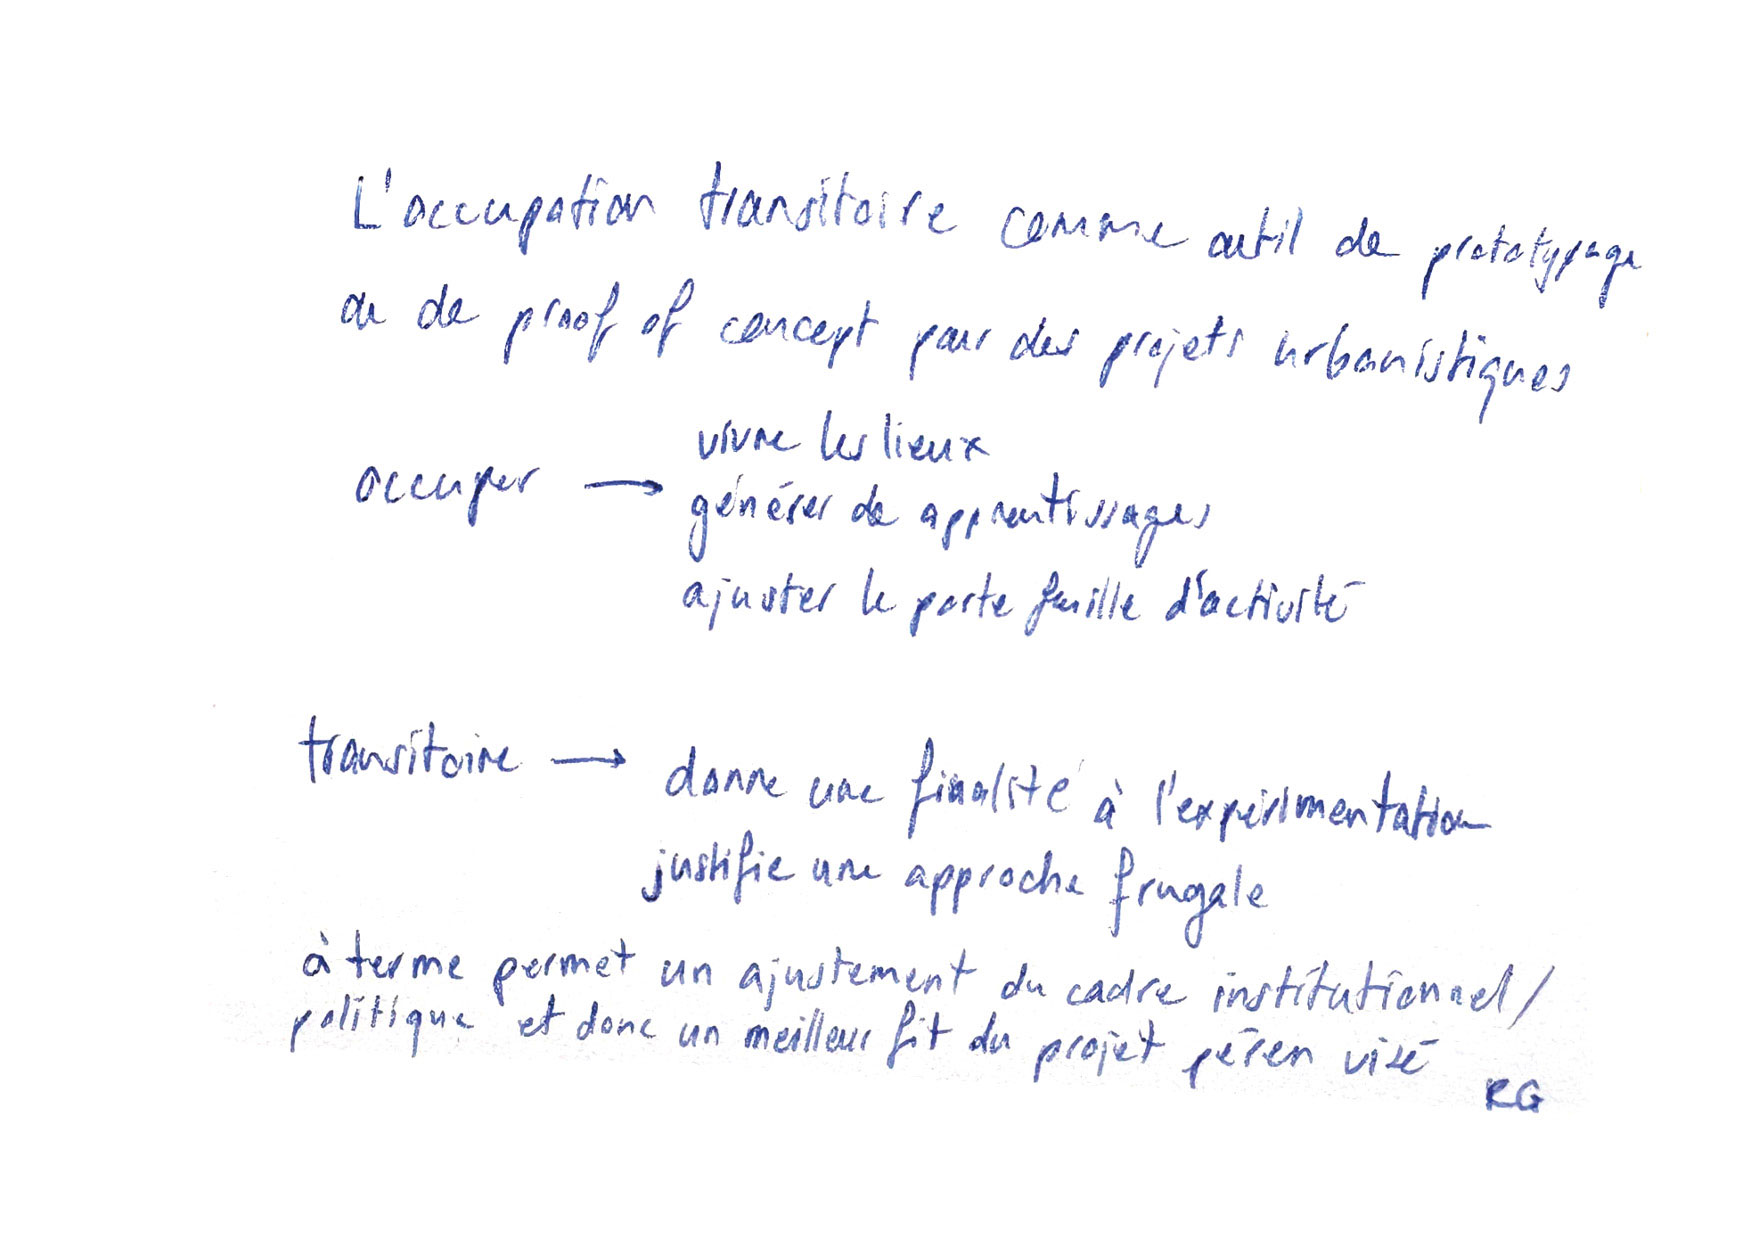 L'occupation transitoire comme outil de prototypage
ou de proof of concept pour des projets urbanistiques
vivre les lieux
occuper → générer de apprentissages
ajuster le porte feuille d'activité
transitoire → donne une finalité à l'expérimentation
justifie une approche frugale
à terme permet un ajustement du cadre institutionnel/
politique et donc un meilleur fit du projet péren visé
RG